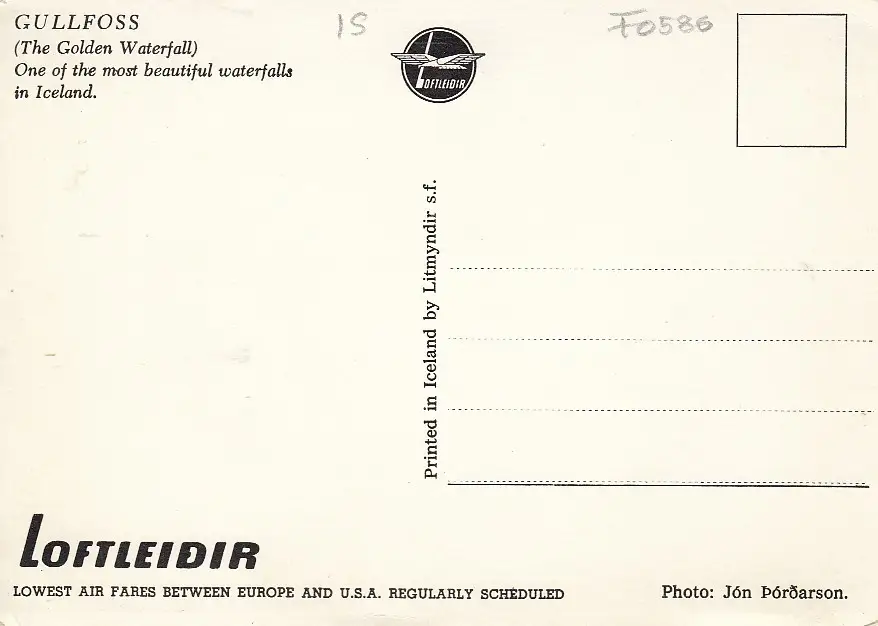 GULLFOSS
(The Golden Waterfall)
One of the most beautiful waterfalls
in Iceland.
IS
F0586
LOFTLEIDIR
Printed in Iceland by Litmyndir s.f.
LOFTLEIÐIR
LOWEST AIR FARES BETWEEN EUROPE AND U.S.A. REGULARLY SCHEDULED
Photo: Jón Þórðarson.